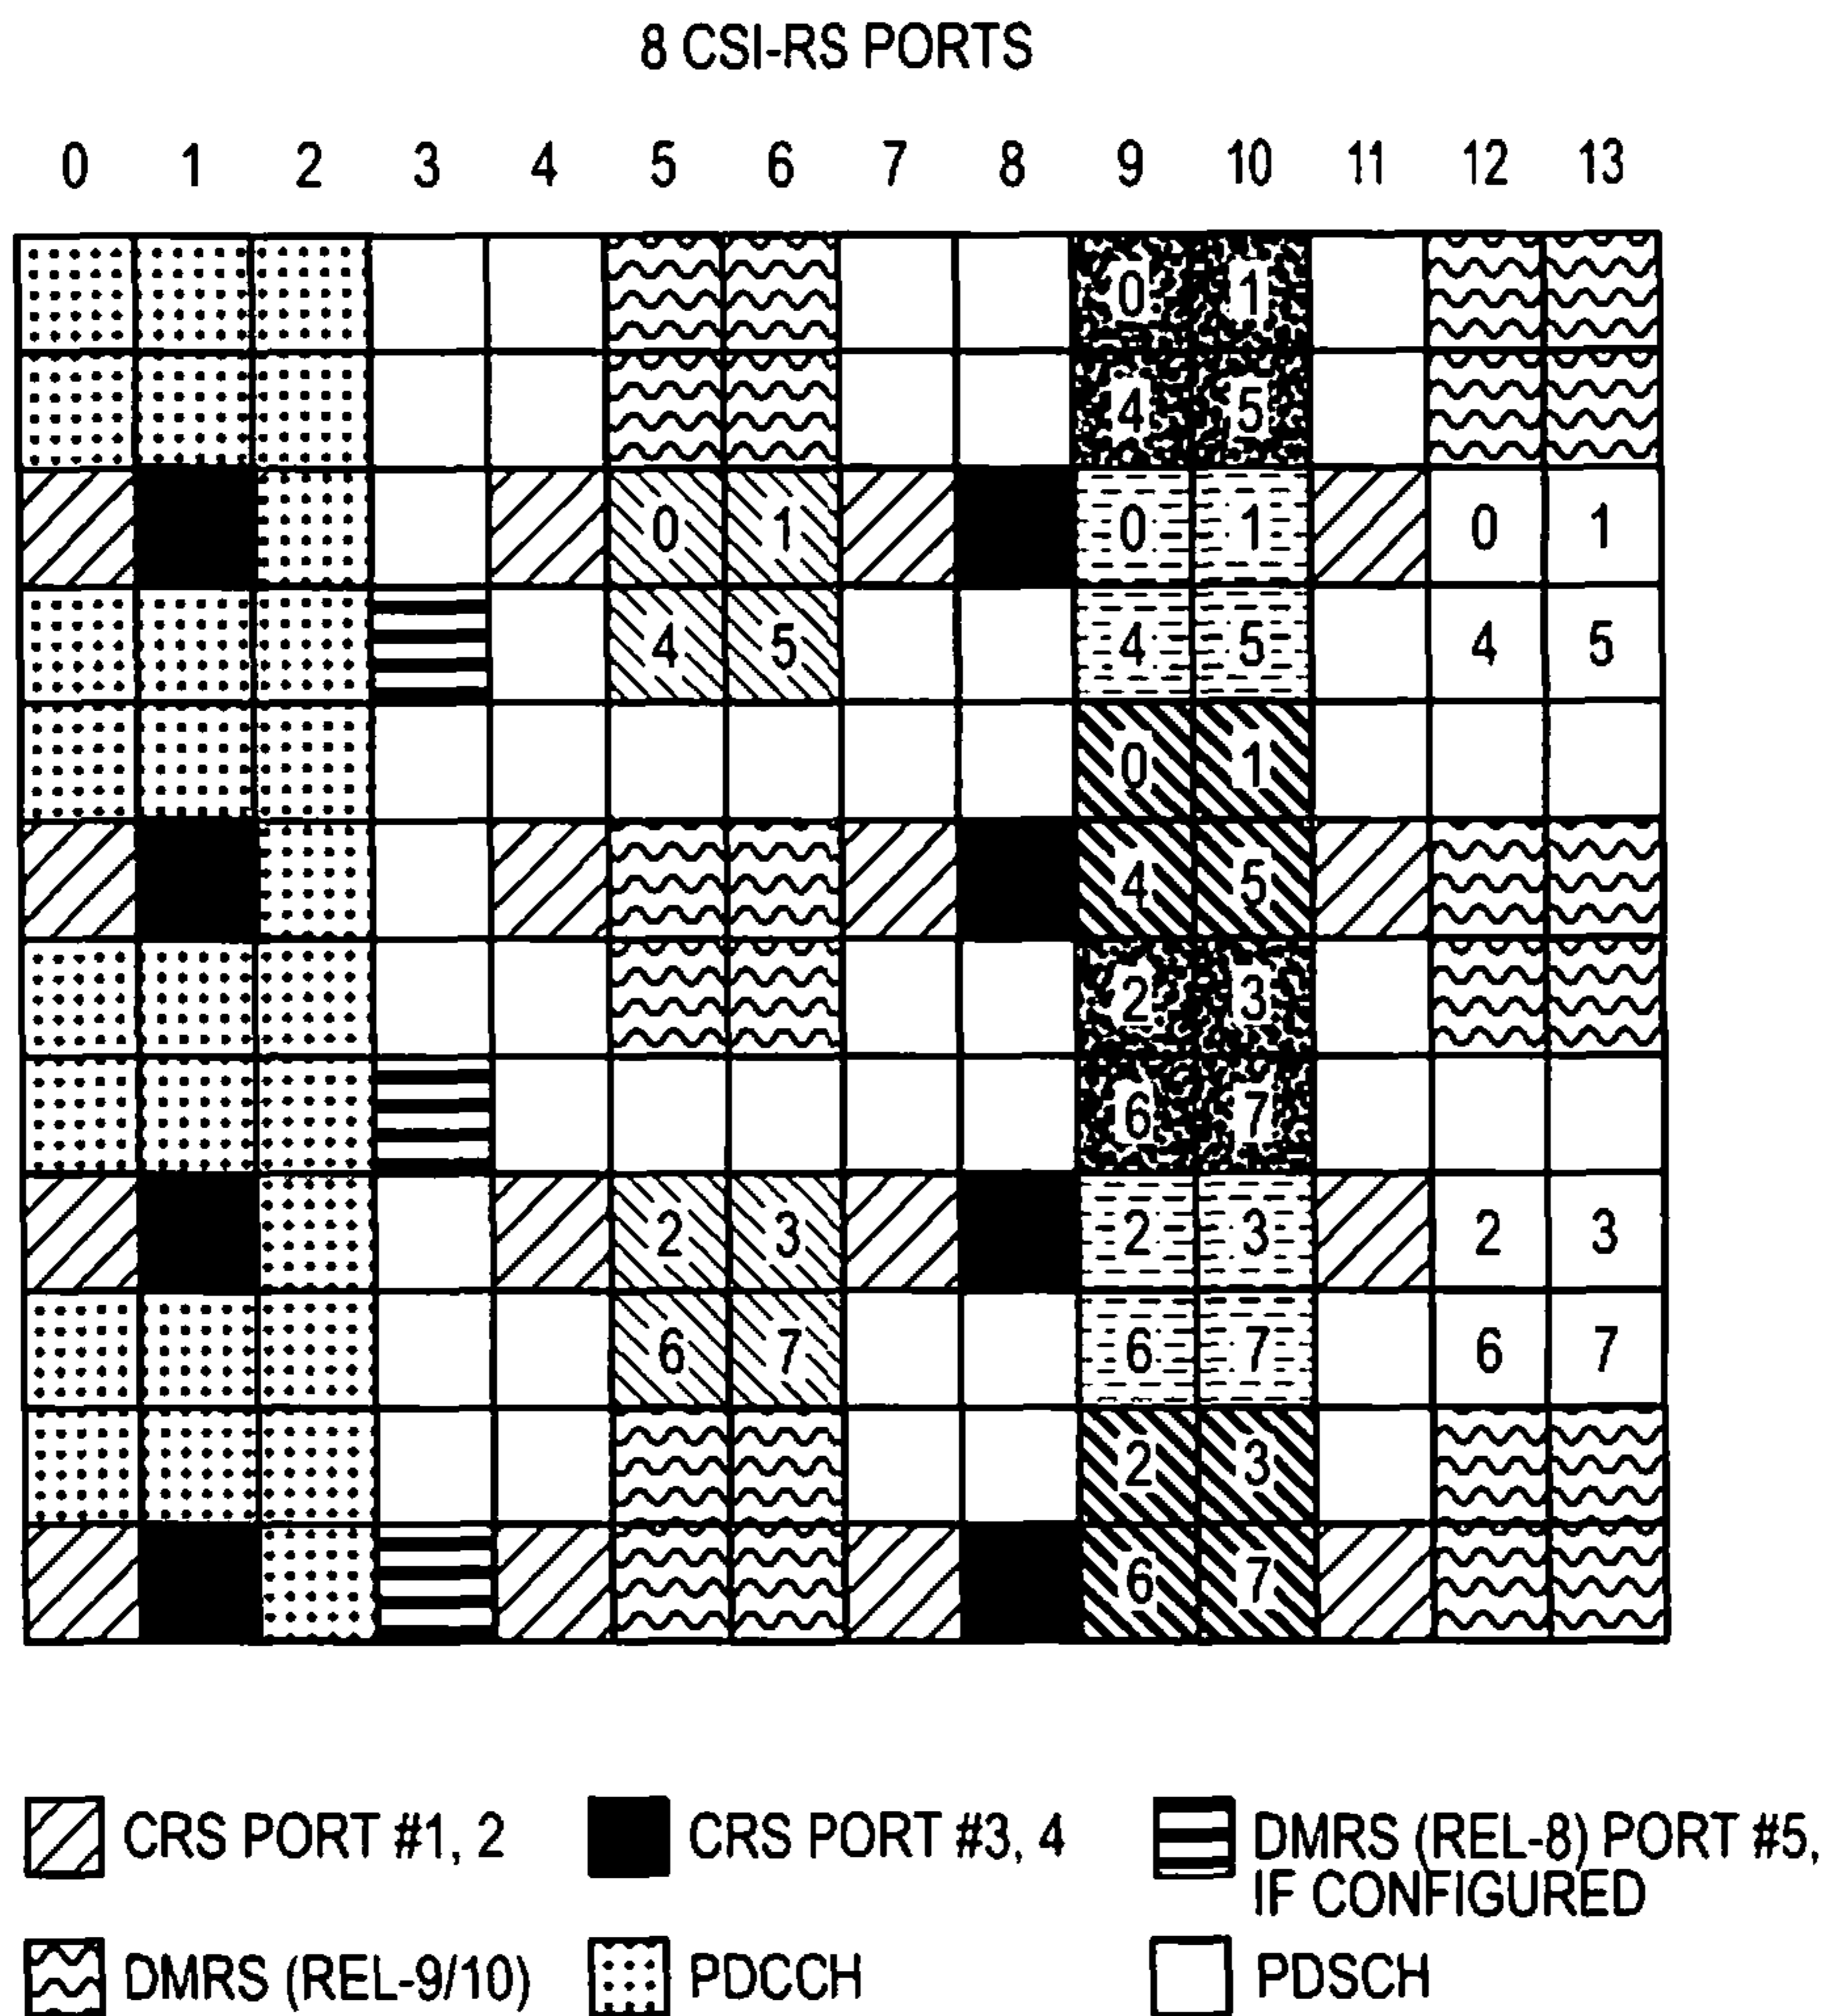 8 CSI-RS PORTS
0 1 2 3 4 5 6 7 8 9 10 11 12 13
0 1
4 5
0 1 0 1 0 1
4 5 4 5 4 5
0 1
4 5
2 3
6 7
2 3 2 3 2 3
6 7 6 7 6 7
2 3
6 7
CRS PORT #1, 2 CRS PORT #3, 4 DMRS (REL-8) PORT #5,
IF CONFIGURED
DMRS (REL-9/10) PDCCH PDSCH